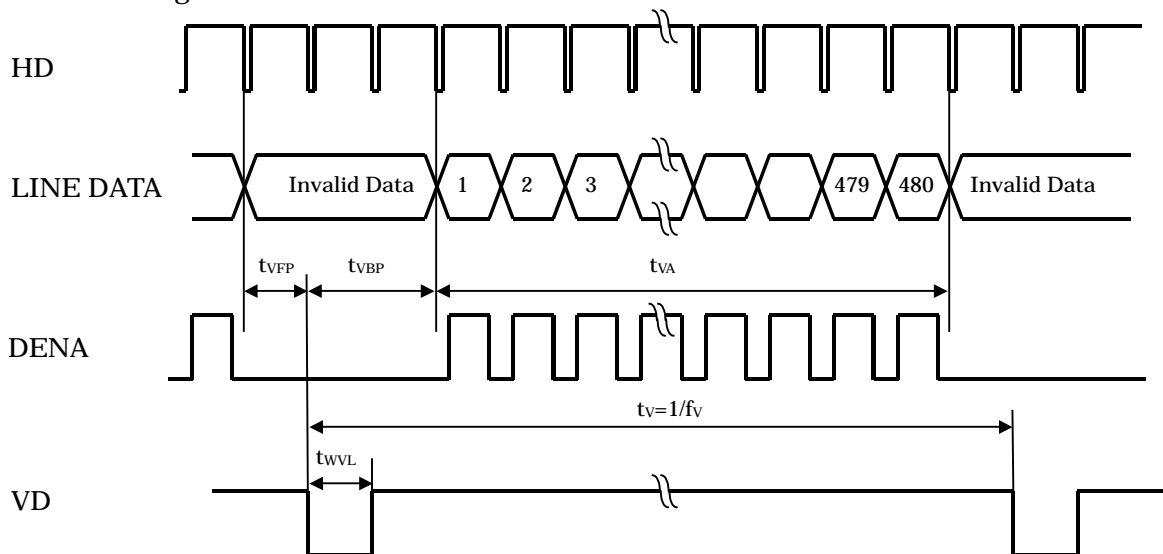 HD
LINE DATA
Invalid Data
1
2
3
479
480
Invalid Data
tVFP
tVBP
tVA
DENA
tV=1/fV
tWVL
VD